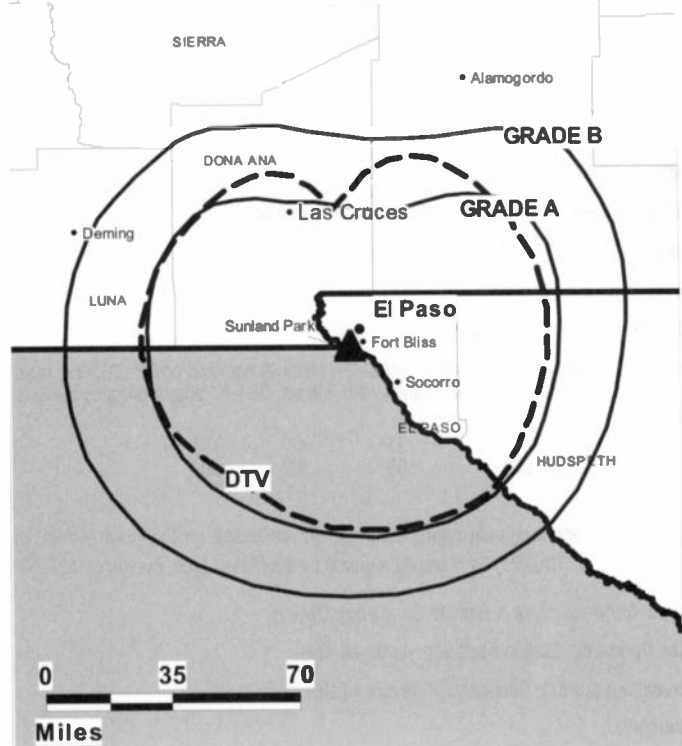 SIERRA
Alamogordo
GRADE B
DONA ANA
GRADE A
Las Cruces
Deming
LUNA
El Paso
Sunland Park
Fort Bliss
Socorro
EL PASO
HUDSPETH
DTV
0 35 70
Miles